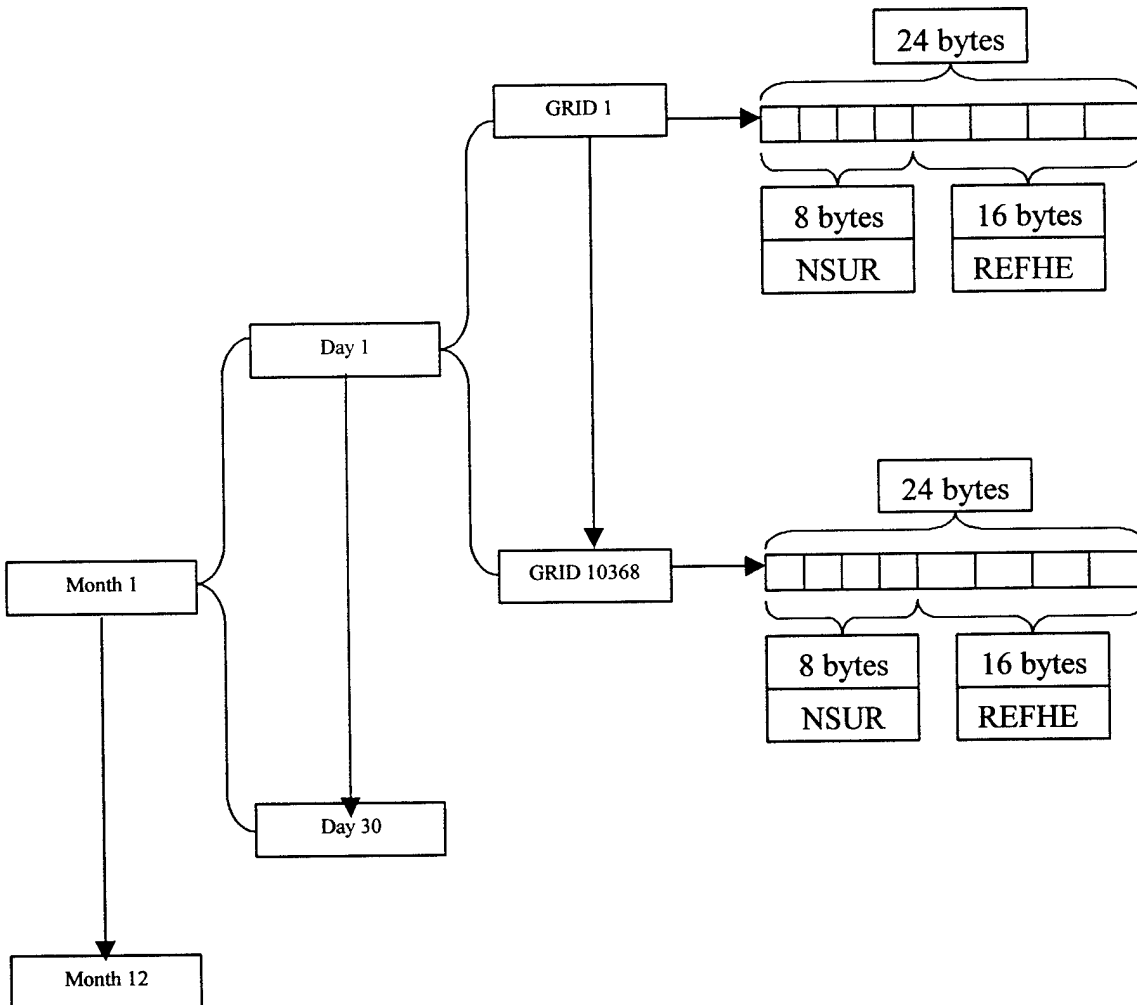 24 bytes
GRID 1
8 bytes
16 bytes
NSUR
REFHE
Day 1
24 bytes
GRID 10368
Month 1
8 bytes
16 bytes
NSUR
REFHE
Day 30
Month 12